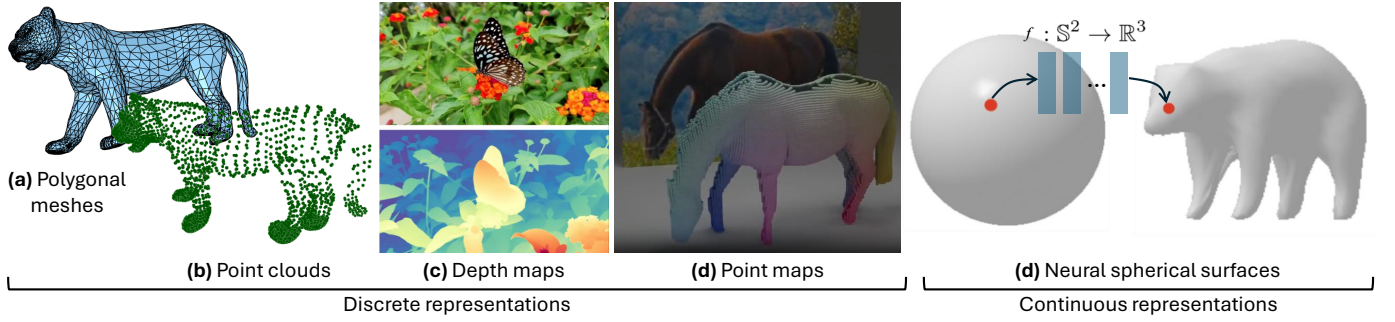 f : 𝕊² → ℝ³
...
(a) Polygonal
meshes
(b) Point clouds
(c) Depth maps
(d) Point maps
(d) Neural spherical surfaces
Discrete representations
Continuous representations